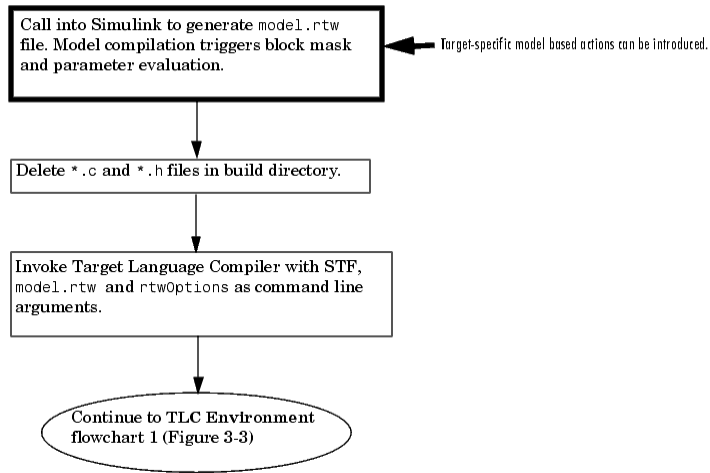 Call into Simulink to generate model.rtw
file. Model compilation triggers block mask
and parameter evaluation.
Target-specific model based actions can be introduced.
Delete *.c and *.h files in build directory.
Invoke Target Language Compiler with STF,
model.rtw and rtwOptions as command line
arguments.
Continue to TLC Environment
flowchart 1 (Figure 3-3)